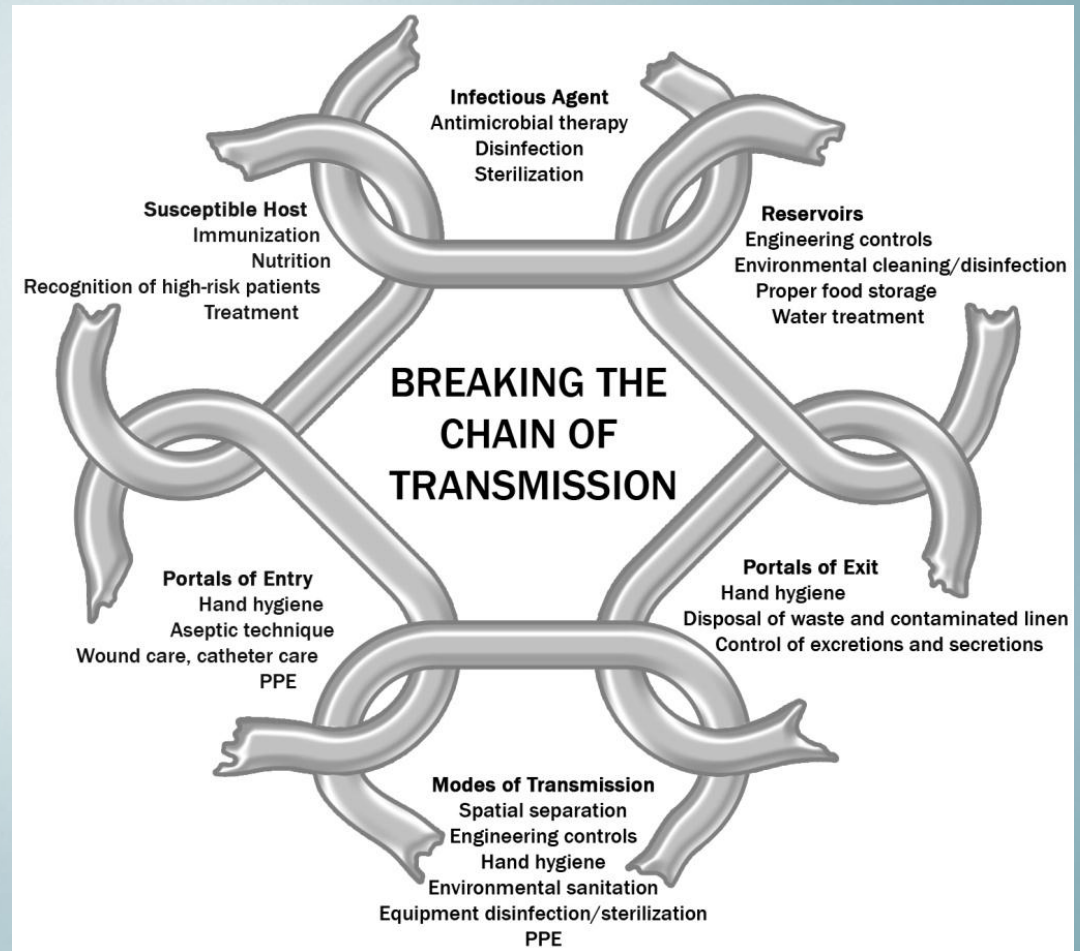 Infectious Agent
Antimicrobial therapy
Disinfection
Sterilization
Susceptible Host
Immunization
Nutrition
Recognition of high-risk patients
Treatment
Reservoirs
Engineering controls
Environmental cleaning/disinfection
Proper food storage
Water treatment
BREAKING THE
CHAIN OF
TRANSMISSION
Portals of Entry
Hand hygiene
Aseptic technique
Wound care, catheter care
PPE
Portals of Exit
Hand hygiene
Disposal of waste and contaminated linen
Control of excretions and secretions
Modes of Transmission
Spatial separation
Engineering controls
Hand hygiene
Environmental sanitation
Equipment disinfection/sterilization
PPE